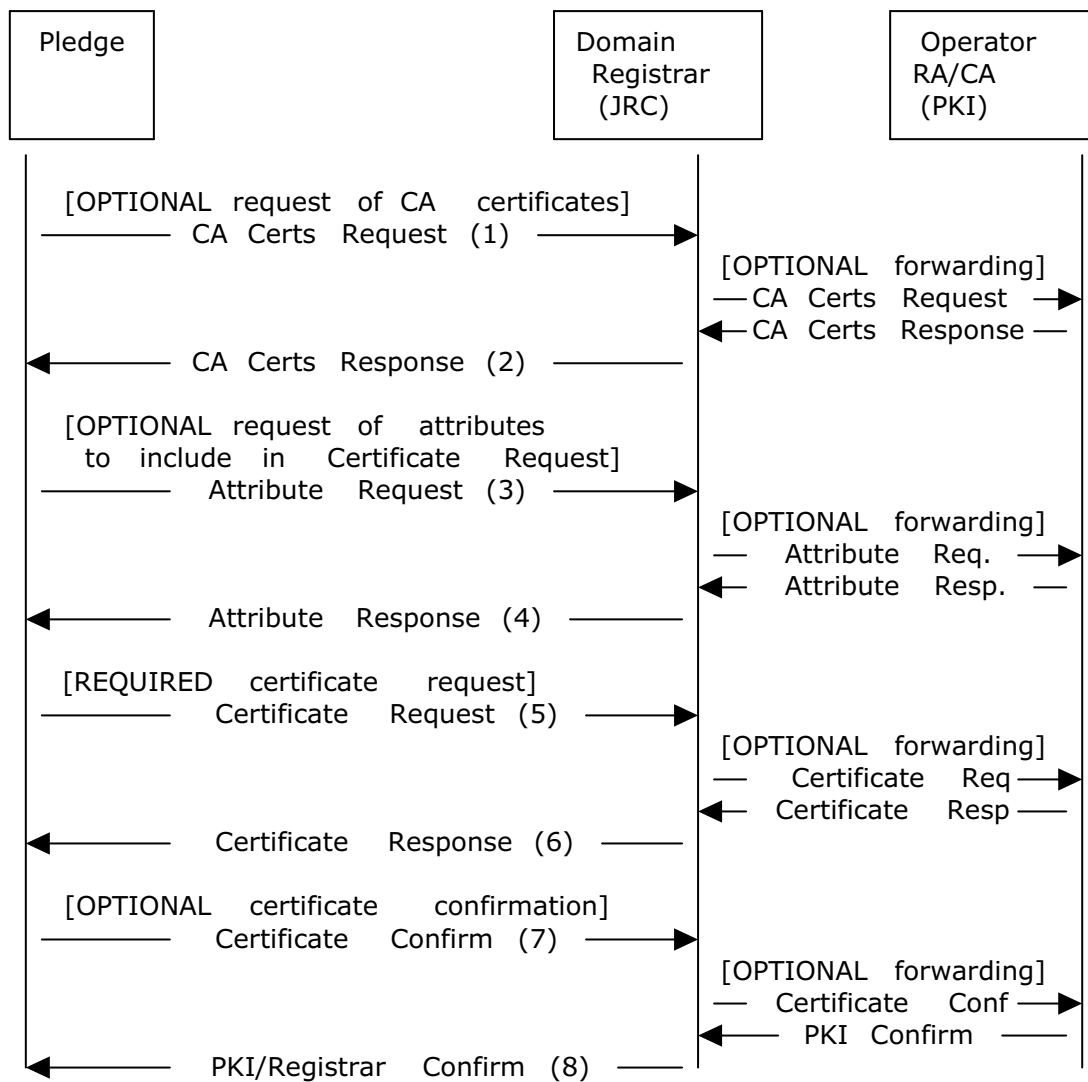 Pledge
Domain
Registrar
(JRC)
Operator
RA/CA
(PKI)
[OPTIONAL request of CA certificates]
CA Certs Request (1)
[OPTIONAL forwarding]
CA Certs Request
CA Certs Response
CA Certs Response (2)
[OPTIONAL request of attributes
to include in Certificate Request]
Attribute Request (3)
[OPTIONAL forwarding]
Attribute Req.
Attribute Resp.
Attribute Response (4)
[REQUIRED certificate request]
Certificate Request (5)
[OPTIONAL forwarding]
Certificate Req
Certificate Resp
Certificate Response (6)
[OPTIONAL certificate confirmation]
Certificate Confirm (7)
[OPTIONAL forwarding]
Certificate Conf
PKI Confirm
PKI/Registrar Confirm (8)